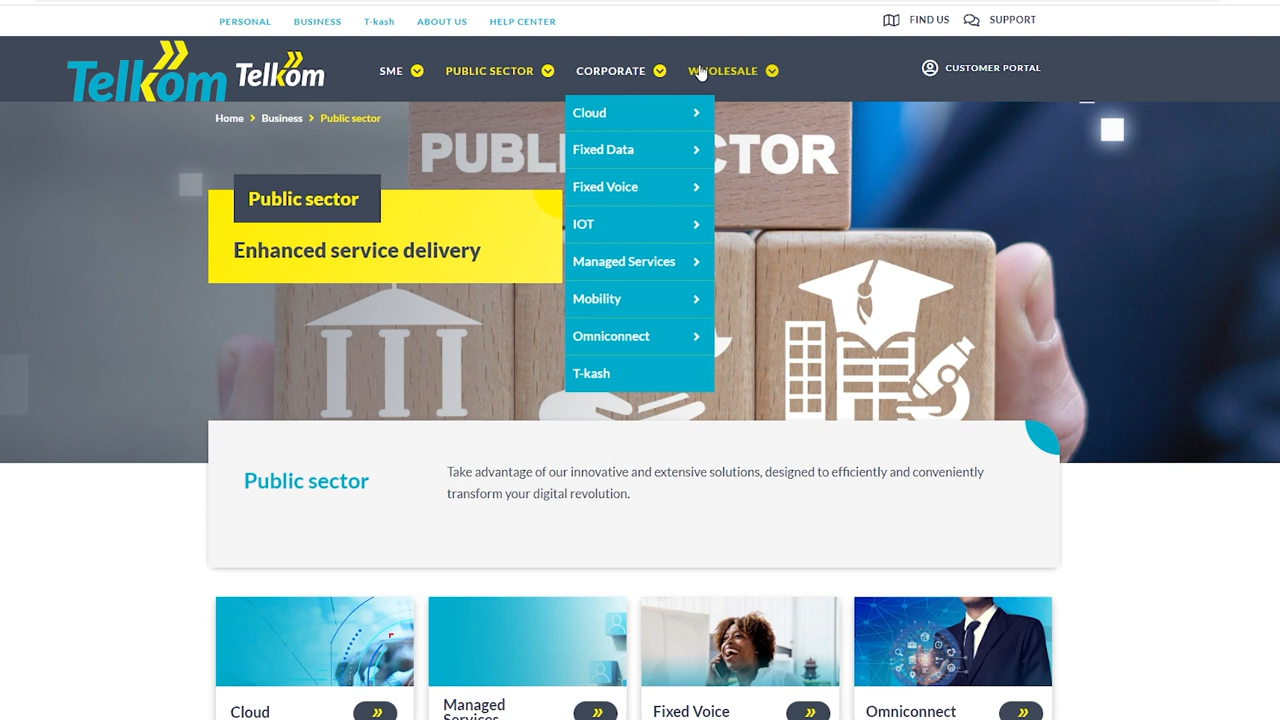 PERSONAL BUSINESS T-kash ABOUT US HELP CENTER FIND US SUPPORT
Telkom Telkom SME PUBLIC SECTOR CORPORATE WHOLESALE CUSTOMER PORTAL
Home Business Public sector
Cloud
Fixed Data
Fixed Voice
IOT
Managed Services
Mobility
Omniconnect
T-kash
PUBL CTOR
Public sector
Enhanced service delivery
Public sector
Take advantage of our innovative and extensive solutions, designed to efficiently and conveniently
transform your digital revolution.
Cloud
Managed
Services
Fixed Voice
Omniconnect